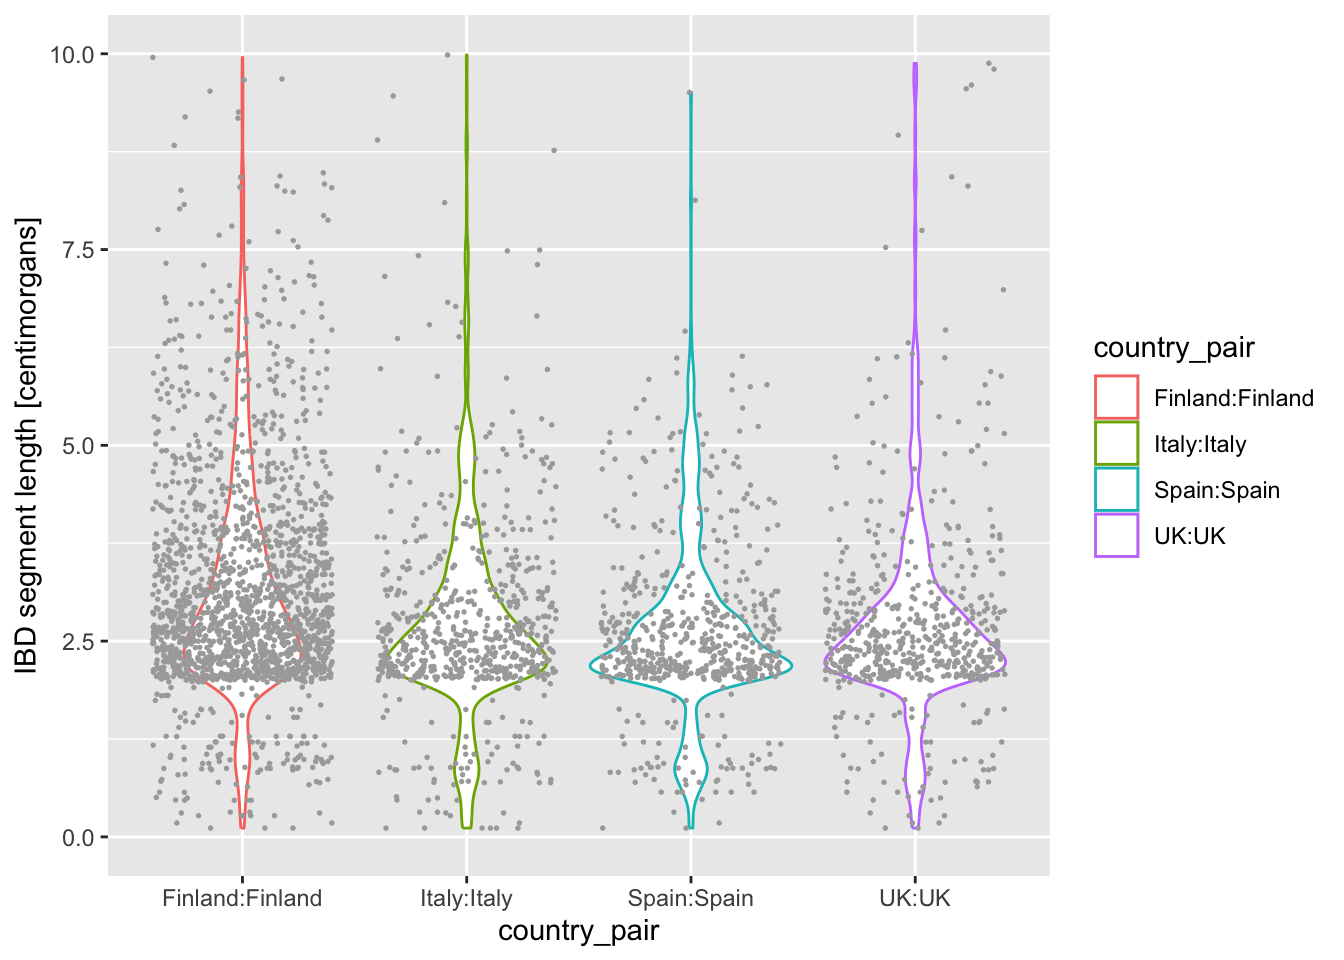 10.0
7.5
5.0
2.5
0.0
IBD segment length [centimorgans]
Finland:Finland
Italy:Italy
Spain:Spain
UK:UK
country_pair
country_pair
Finland:Finland
Italy:Italy
Spain:Spain
UK:UK